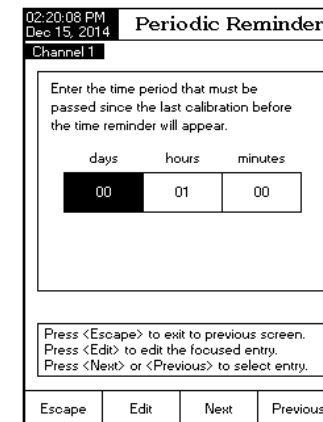 02:20:08 PM
Dec 15, 2014
Periodic Reminder
Channel 1
Enter the time period that must be
passed since the last calibration before
the time reminder will appear.
days hours minutes
00 01 00
Press <Escape> to exit to previous screen.
Press <Edit> to edit the focused entry.
Press <Next> or <Previous> to select entry.
Escape Edit Next Previous